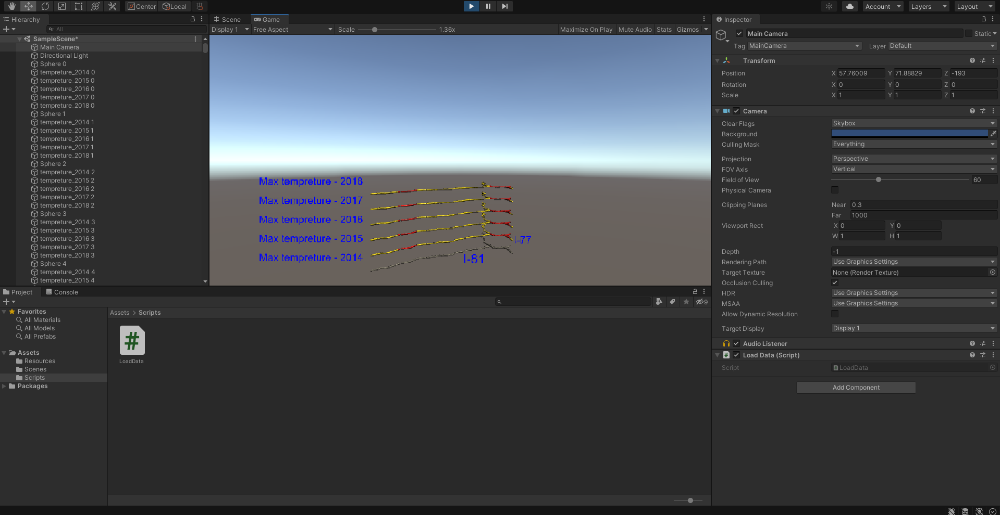 Center
Local
Account
Layers
Layout
Hierarchy
All
SampleScene*
Main Camera
Directional Light
Sphere 0
tempreture_2014 0
tempreture_2015 0
tempreture_2016 0
tempreture_2017 0
tempreture_2018 0
Sphere 1
tempreture_2014 1
tempreture_2015 1
tempreture_2016 1
tempreture_2017 1
tempreture_2018 1
Sphere 2
tempreture_2014 2
tempreture_2015 2
tempreture_2016 2
tempreture_2017 2
tempreture_2018 2
Sphere 3
tempreture_2014 3
tempreture_2015 3
tempreture_2016 3
tempreture_2017 3
tempreture_2018 3
Sphere 4
tempreture_2014 4
tempreture_2015 4
Scene
Game
Display 1
Free Aspect
Scale
1.36x
Maximize On Play
Mute Audio
Stats
Gizmos
Max tempreture - 2018
Max tempreture - 2017
Max tempreture - 2016
Max tempreture - 2015
Max tempreture - 2014
I-77
I-81
Inspector
Main Camera
Static
Tag MainCamera
Layer Default
Transform
Position X 57.76009 Y 71.88829 Z -193
Rotation X 0 Y 0 Z 0
Scale X 1 Y 1 Z 1
Camera
Clear Flags Skybox
Background
Culling Mask Everything
Projection Perspective
FOV Axis Vertical
Field of View 60
Physical Camera
Clipping Planes Near 0.3
Far 1000
Viewport Rect X 0 Y 0
W 1 H 1
Depth -1
Rendering Path Use Graphics Settings
Target Texture None (Render Texture)
Occlusion Culling
HDR Use Graphics Settings
MSAA Use Graphics Settings
Allow Dynamic Resolution
Target Display Display 1
Audio Listener
# Load Data (Script)
Script LoadData
Add Component
Project
Console
9
Favorites
All Materials
All Models
All Prefabs
Assets
Resources
Scenes
Scripts
Packages
Assets > Scripts
#
LoadData